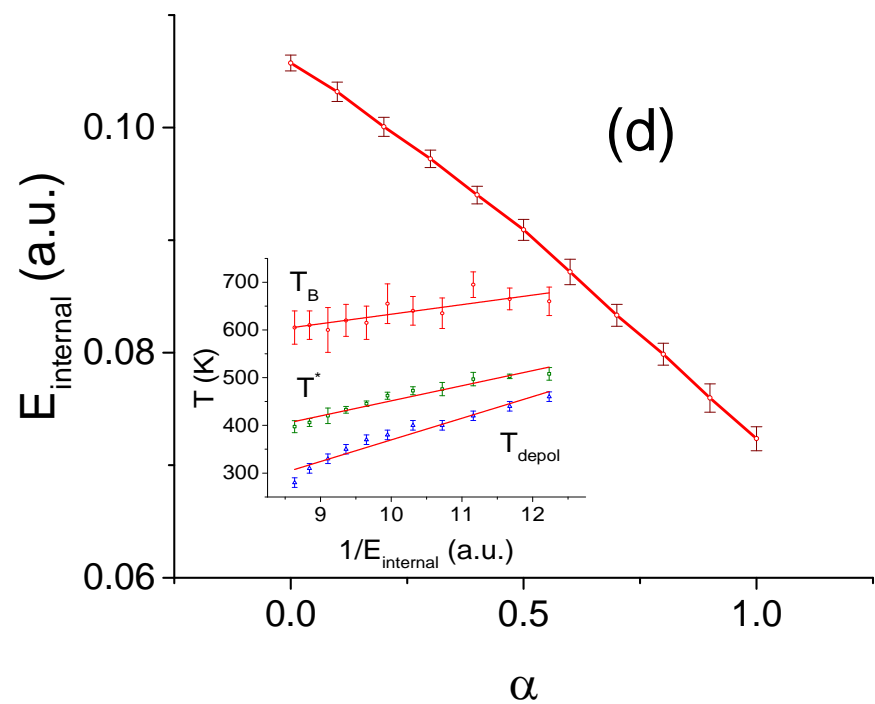 (d)
E_internal (a.u.)
0.10
0.08
0.06
0.0
0.5
1.0
α
T (K)
700
600
500
400
300
T_B
T^*
T_depol
9
10
11
12
1/E_internal (a.u.)